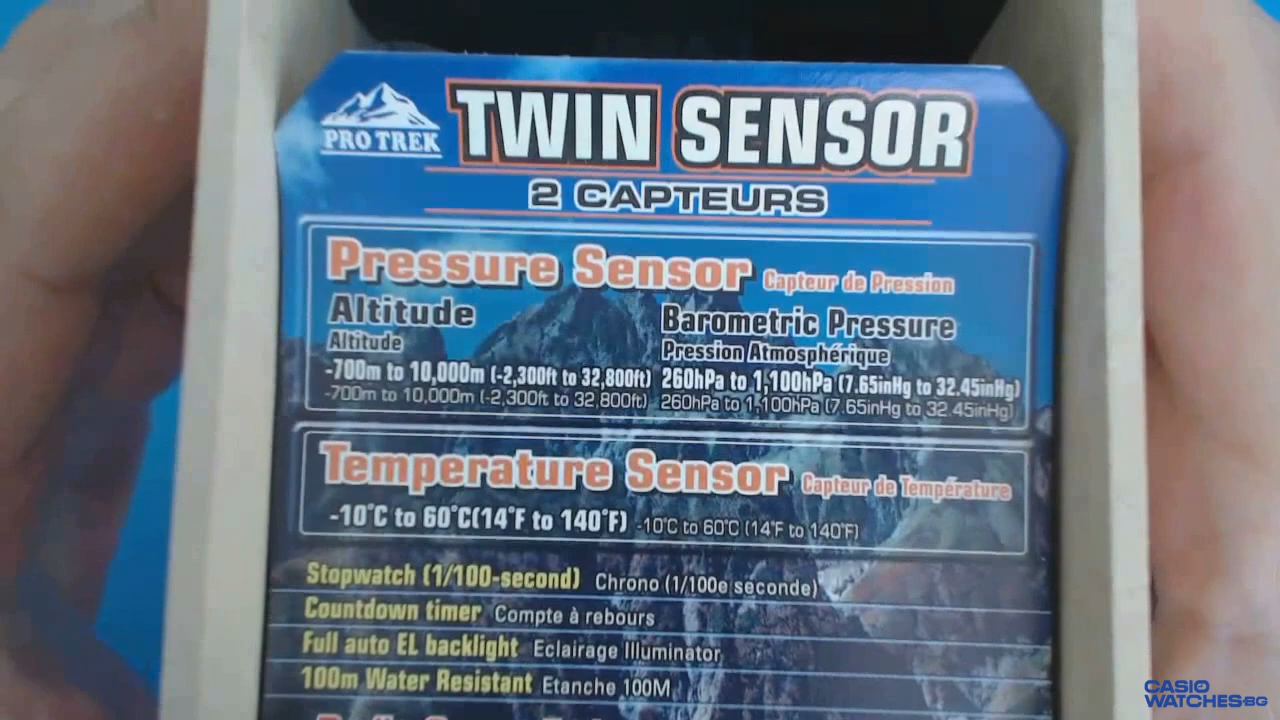 PRO TREK
TWIN SENSOR
2 CAPTEURS
Pressure Sensor Capteur de Pression
Altitude
Altitude
-700m to 10,000m (-2,300ft to 32,800ft)
-700m to 10,000m (-2,300ft to 32,800ft)
Barometric Pressure
Pression Atmosphérique
260hPa to 1,100hPa (7.65inHg to 32.45inHg)
260hPa to 1,100hPa (7.65inHg to 32.45inHg)
Temperature Sensor Capteur de Température
-10°C to 60°C(14°F to 140°F) -10°C to 60°C (14°F to 140°F)
Stopwatch (1/100-second) Chrono (1/100e seconde)
Countdown timer Compte à rebours
Full auto EL backlight Eclairage Illuminator
100m Water Resistant Etanche 100M
CASIO
WATCHES.BG